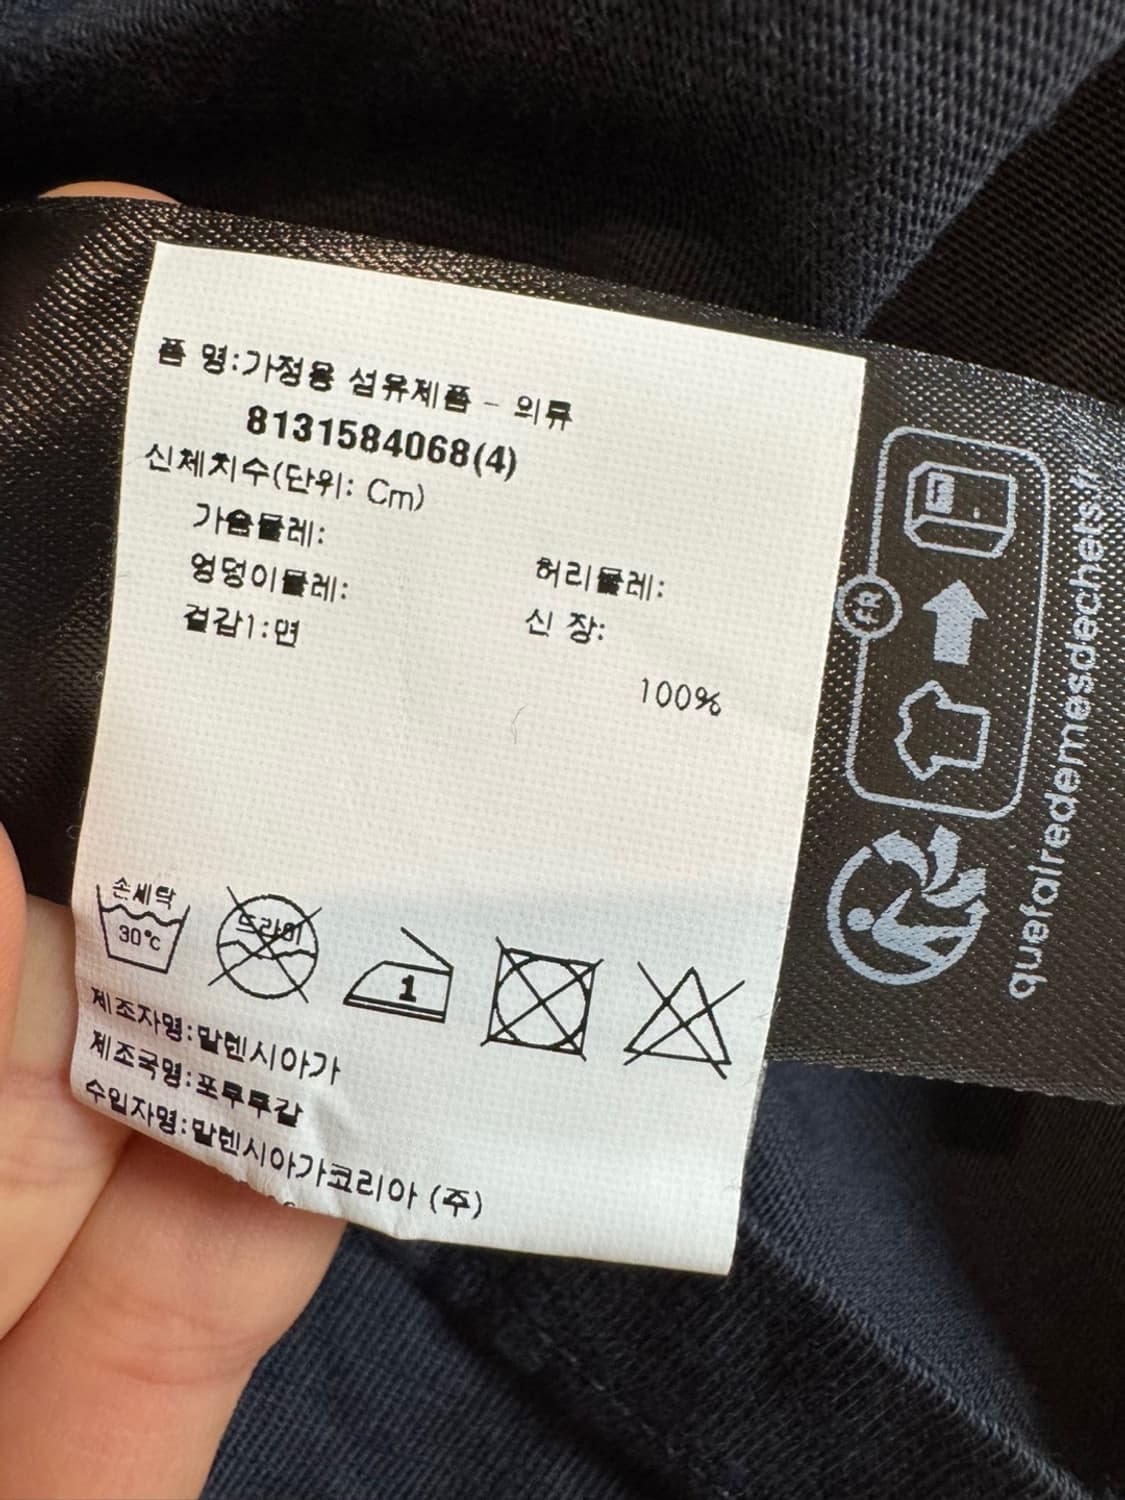 품 명:가정용 섬유제품 - 의류
8131584068(4)
신체치수(단위: Cm)
가슴둘레:
엉덩이둘레:
허리둘레:
신 장:
겉감1:면
100%
손세탁
30°c
드라이
1
제조자명:말렌시아가
제조국명:포루투갈
수입자명:말렌시아가코리아 (주)
FR
quefairedemesdechets